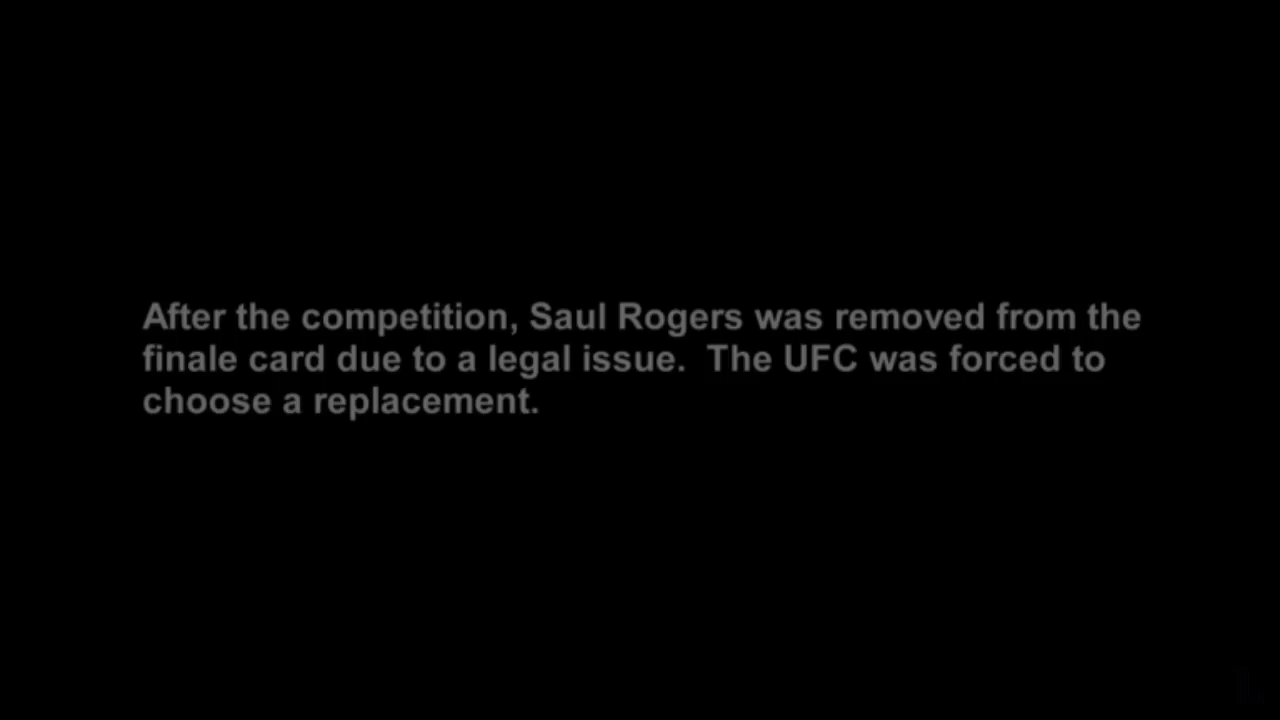 After the competition, Saul Rogers was removed from the
finale card due to a legal issue.  The UFC was forced to
choose a replacement.